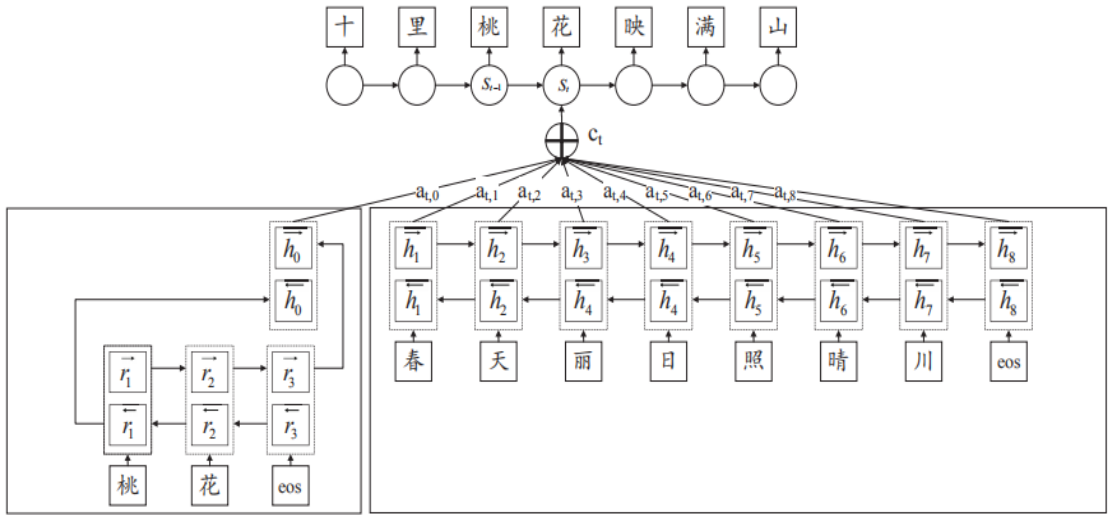 十 里 桃 花 映 满 山
s_{t-1} s_t
c_t
a_{t,0} a_{t,1} a_{t,2} a_{t,3} a_{t,4} a_{t,5} a_{t,6} a_{t,7} a_{t,8}
h_0 h_1 h_2 h_3 h_4 h_5 h_6 h_7 h_8
h_0 h_1 h_2 h_4 h_4 h_5 h_6 h_7 h_8
春 天 丽 日 照 晴 川 eos
r_1 r_2 r_3
r_1 r_2 r_3
桃 花 eos